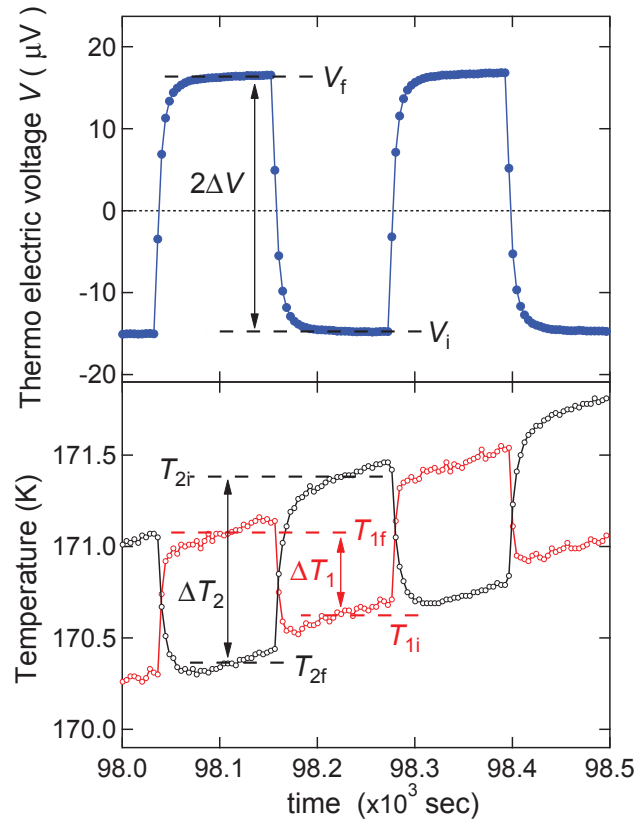 Thermo electric voltage V ( μV)
20
10
0
-10
-20
V_f
2ΔV
V_i
Temperature (K)
171.5
171.0
170.5
170.0
T_2i
T_1f
ΔT_1
ΔT_2
T_1i
T_2f
98.0 98.1 98.2 98.3 98.4 98.5
time (x10³ sec)